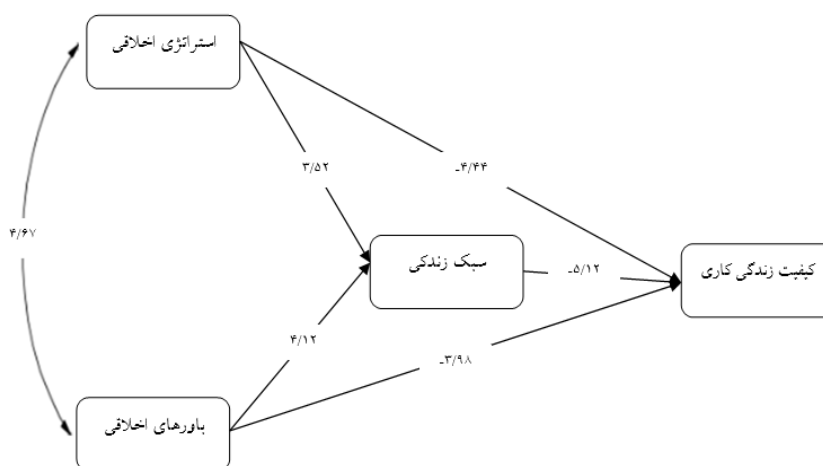 استراتژی اخلاقی
۳/۵۲
-۴/۴۴
۴/۶۷
سبک زندکی
-۵/۱۲
کیفیت زندگی کاری
۴/۱۲
-۳/۹۸
باورهای اخلاقی